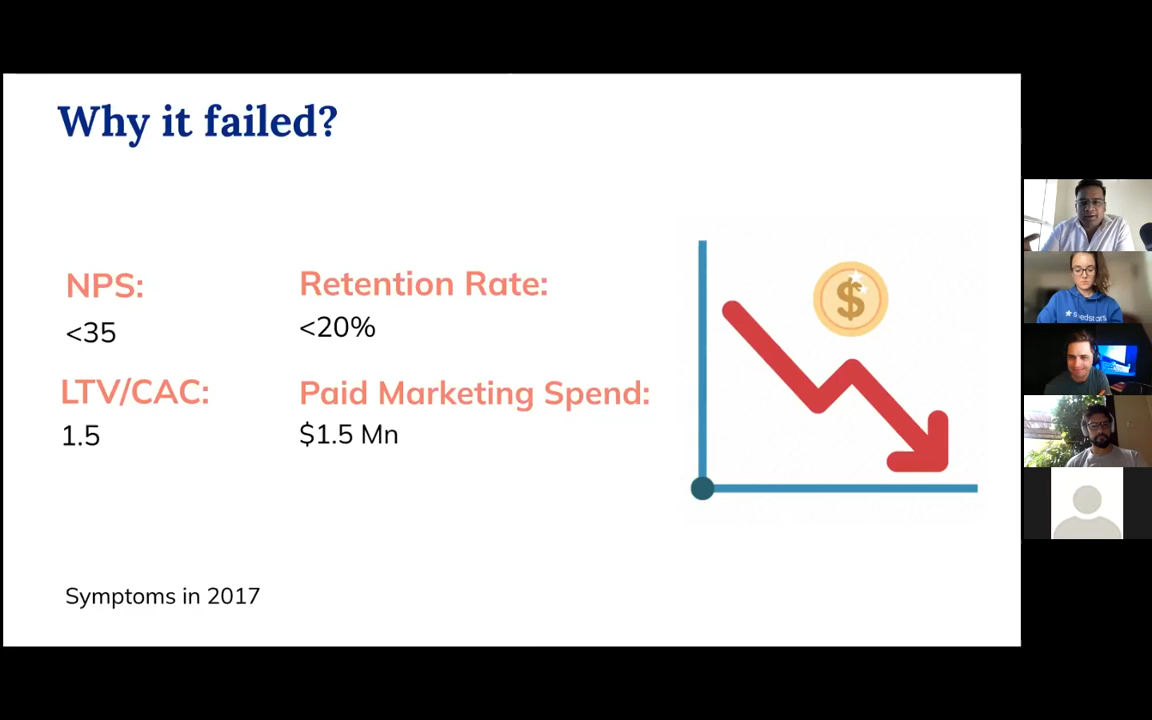 Why it failed?
NPS:
<35
Retention Rate:
<20%
LTV/CAC:
1.5
Paid Marketing Spend:
$1.5 Mn
$
Symptoms in 2017